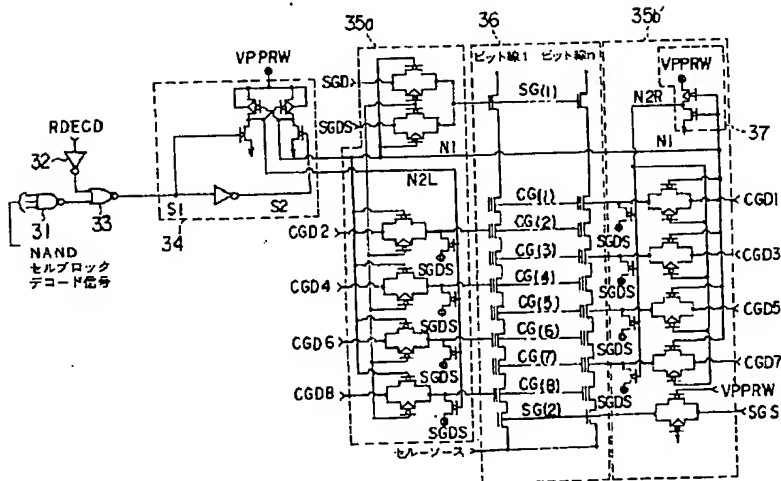 35a
36
35b'
VPPRW
SGD
SGDS
ビット線1 ビット線n
SG(1)
VPPRW
N2R
37
RDECD
32
N1
N1
N2L
31
33
S1
S2
34
NAND
セルブロック
デコード信号
CG(1)
CGD1
CGD2
CG(2)
SGDS
SGDS
CG(3)
CGD3
CGD4
CG(4)
SGDS
SGDS
CG(5)
CGD5
CGD6
CG(6)
SGDS
SGDS
CG(7)
CGD7
CGD8
CG(8)
SGDS
SGDS
VPPRW
SG(2)
SGS
セルソース